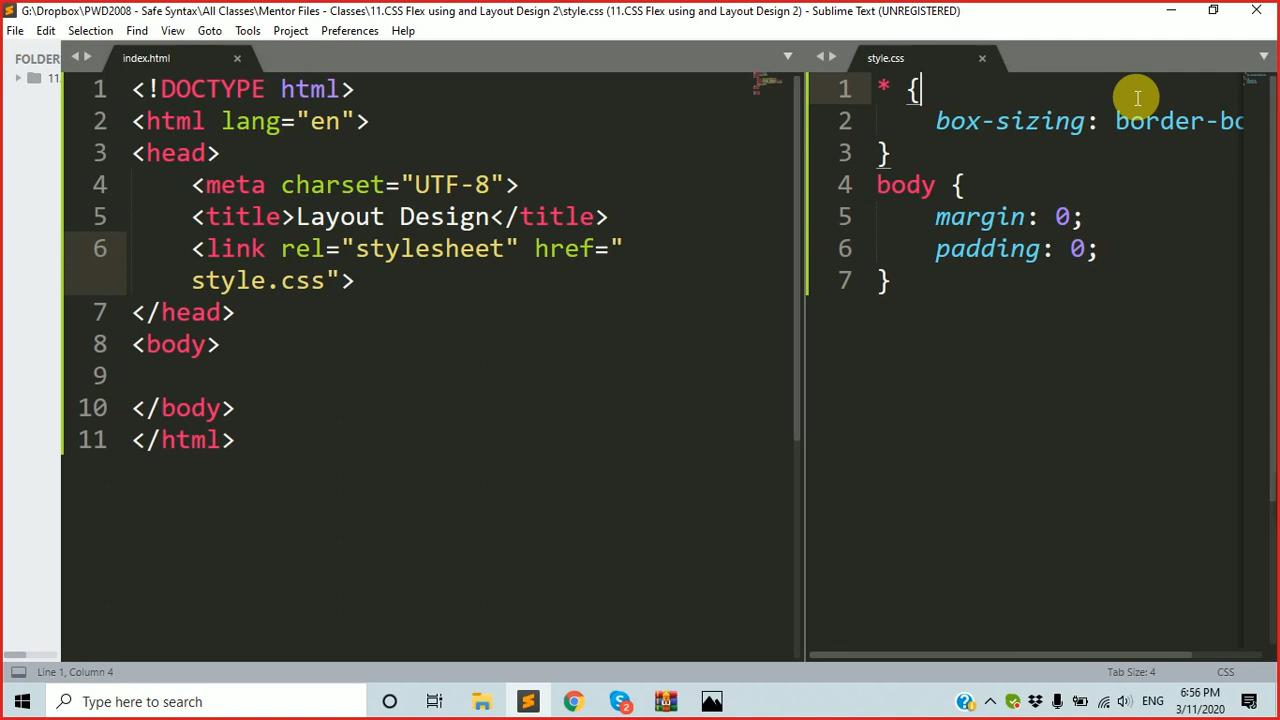 G:\Dropbox\PWD2008 - Safe Syntax\All Classes\Mentor Files - Classes\11.CSS Flex using and Layout Design 2\style.css (11.CSS Flex using and Layout Design 2) - Sublime Text (UNREGISTERED)
File Edit Selection Find View Goto Tools Project Preferences Help
FOLDERS
11.
index.html
1 <!DOCTYPE html>
2 <html lang="en">
3 <head>
4 <meta charset="UTF-8">
5 <title>Layout Design</title>
6 <link rel="stylesheet" href="
style.css">
7 </head>
8 <body>
9
10 </body>
11 </html>
style.css
1 * {
2 box-sizing: border-bo
3 }
4 body {
5 margin: 0;
6 padding: 0;
7 }
Line 1, Column 4
Tab Size: 4 CSS
Type here to search
2
ENG
6:56 PM
3/11/2020